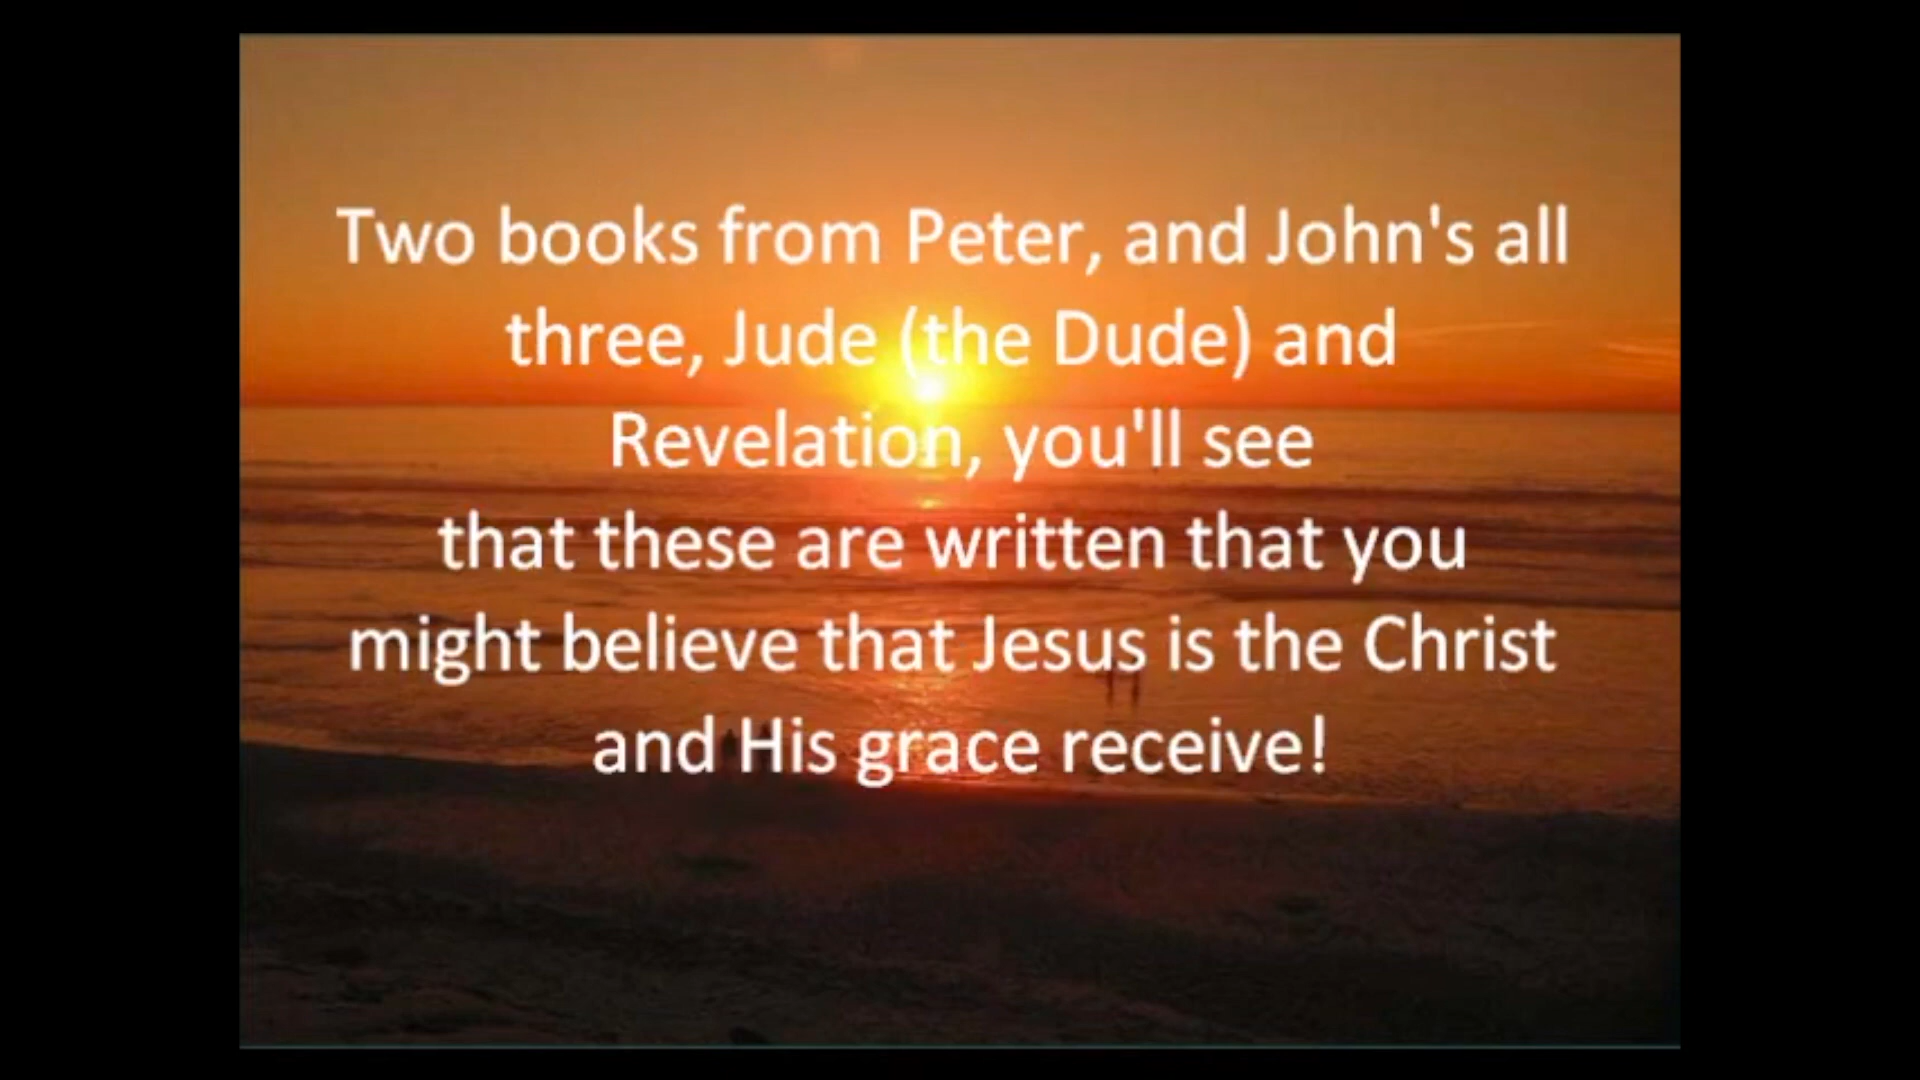 Two books from Peter, and John's all
three, Jude (the Dude) and
Revelation, you'll see
that these are written that you
might believe that Jesus is the Christ
and His grace receive!